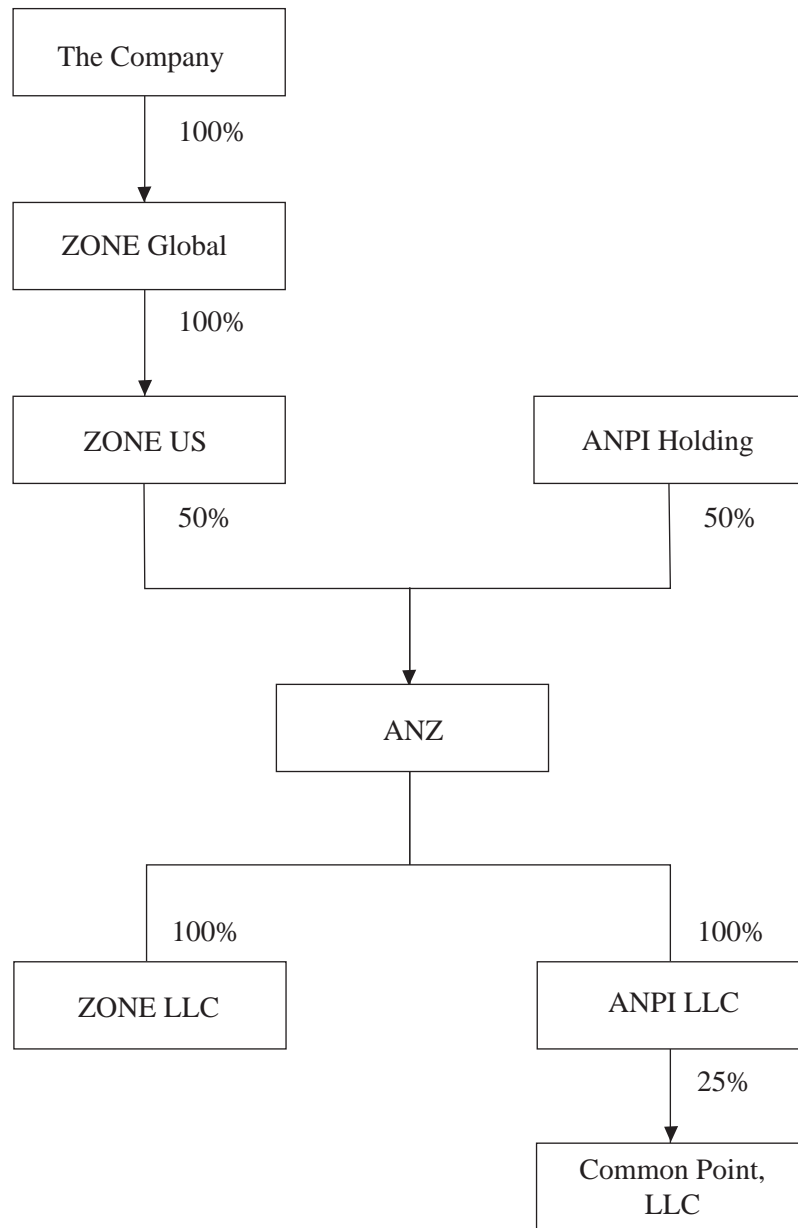 The Company
100%
ZONE Global
100%
ZONE US
ANPI Holding
50%
50%
ANZ
100%
100%
ZONE LLC
ANPI LLC
25%
Common Point,
LLC